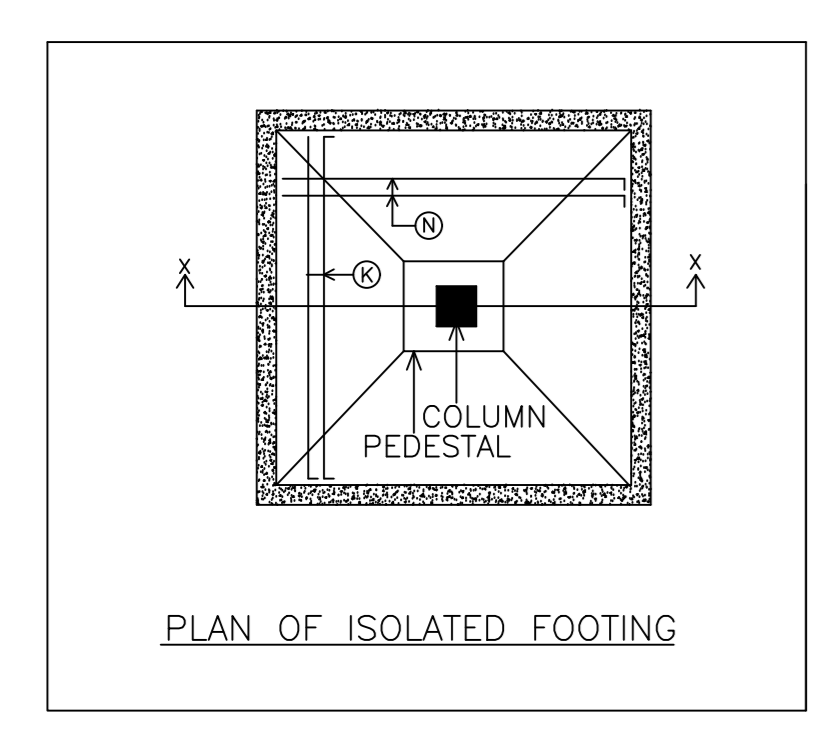 N
K
X
X
COLUMN
PEDESTAL
PLAN OF ISOLATED FOOTING